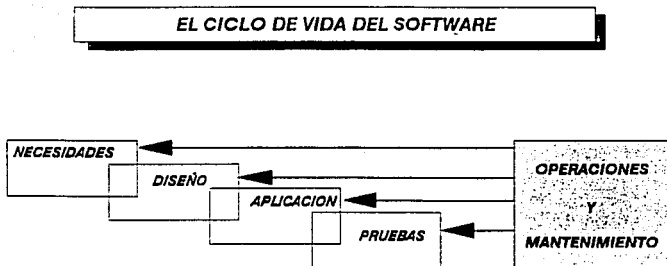 EL CICLO DE VIDA DEL SOFTWARE
NECESIDADES
DISEÑO
APLICACION
PRUEBAS
OPERACIONES
Y
MANTENIMIENTO